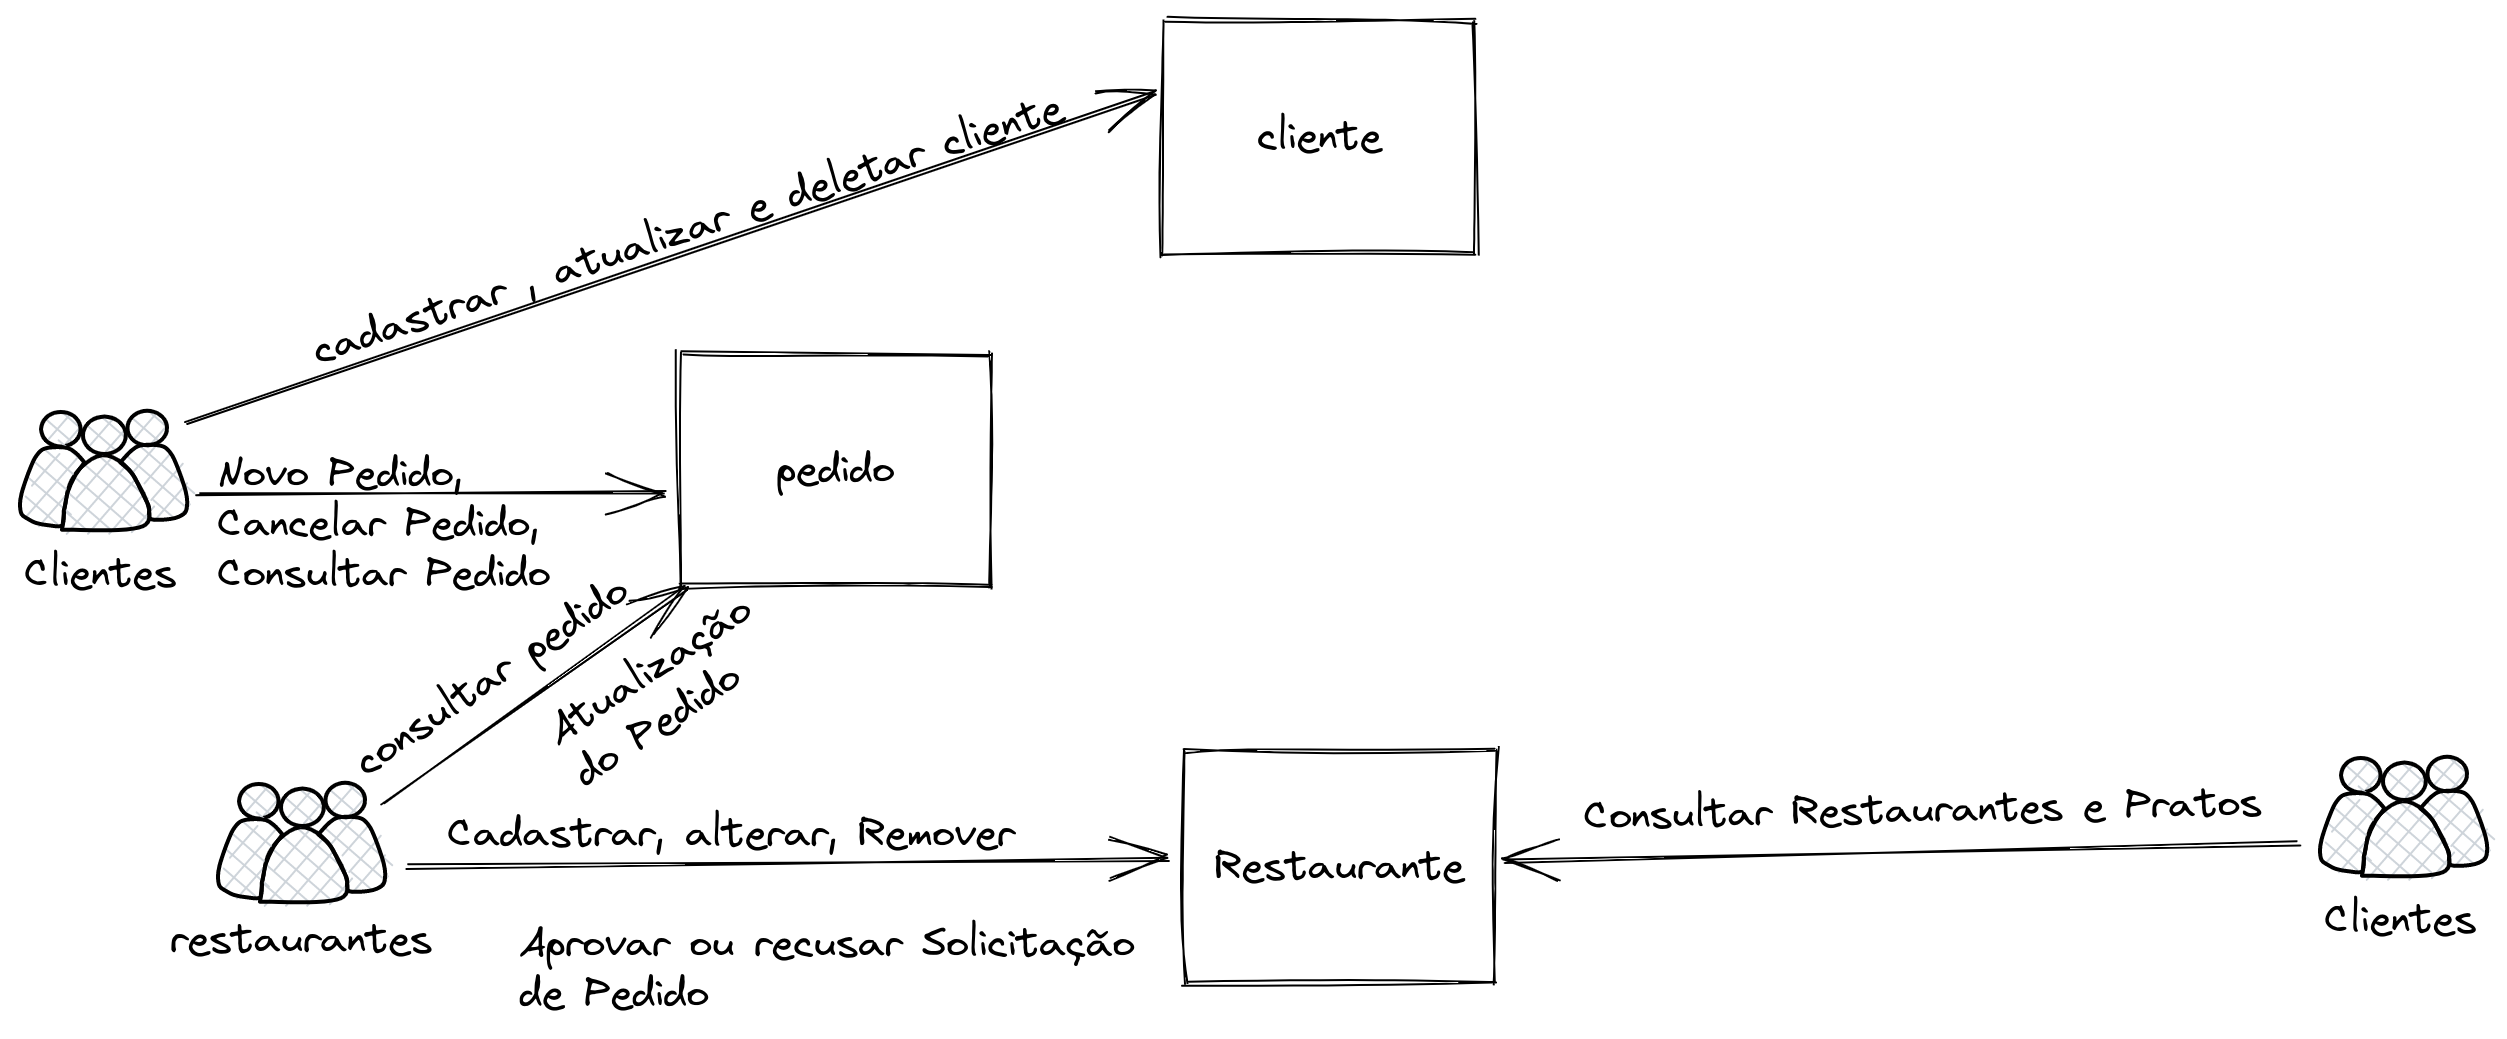 cliente
cadastrar , atualizar e deletar cliente
pedido
Novo Pedido,
Cancelar Pedido,
Consultar Pedido
Clientes
consultar pedido
Atualização
do pedido
Cadastrar, alterar, Remover
Restaurante
Consultar Restaurantes e Pratos
restaurantes
Aprovar ou recusar Solicitação
de Pedido
Clientes